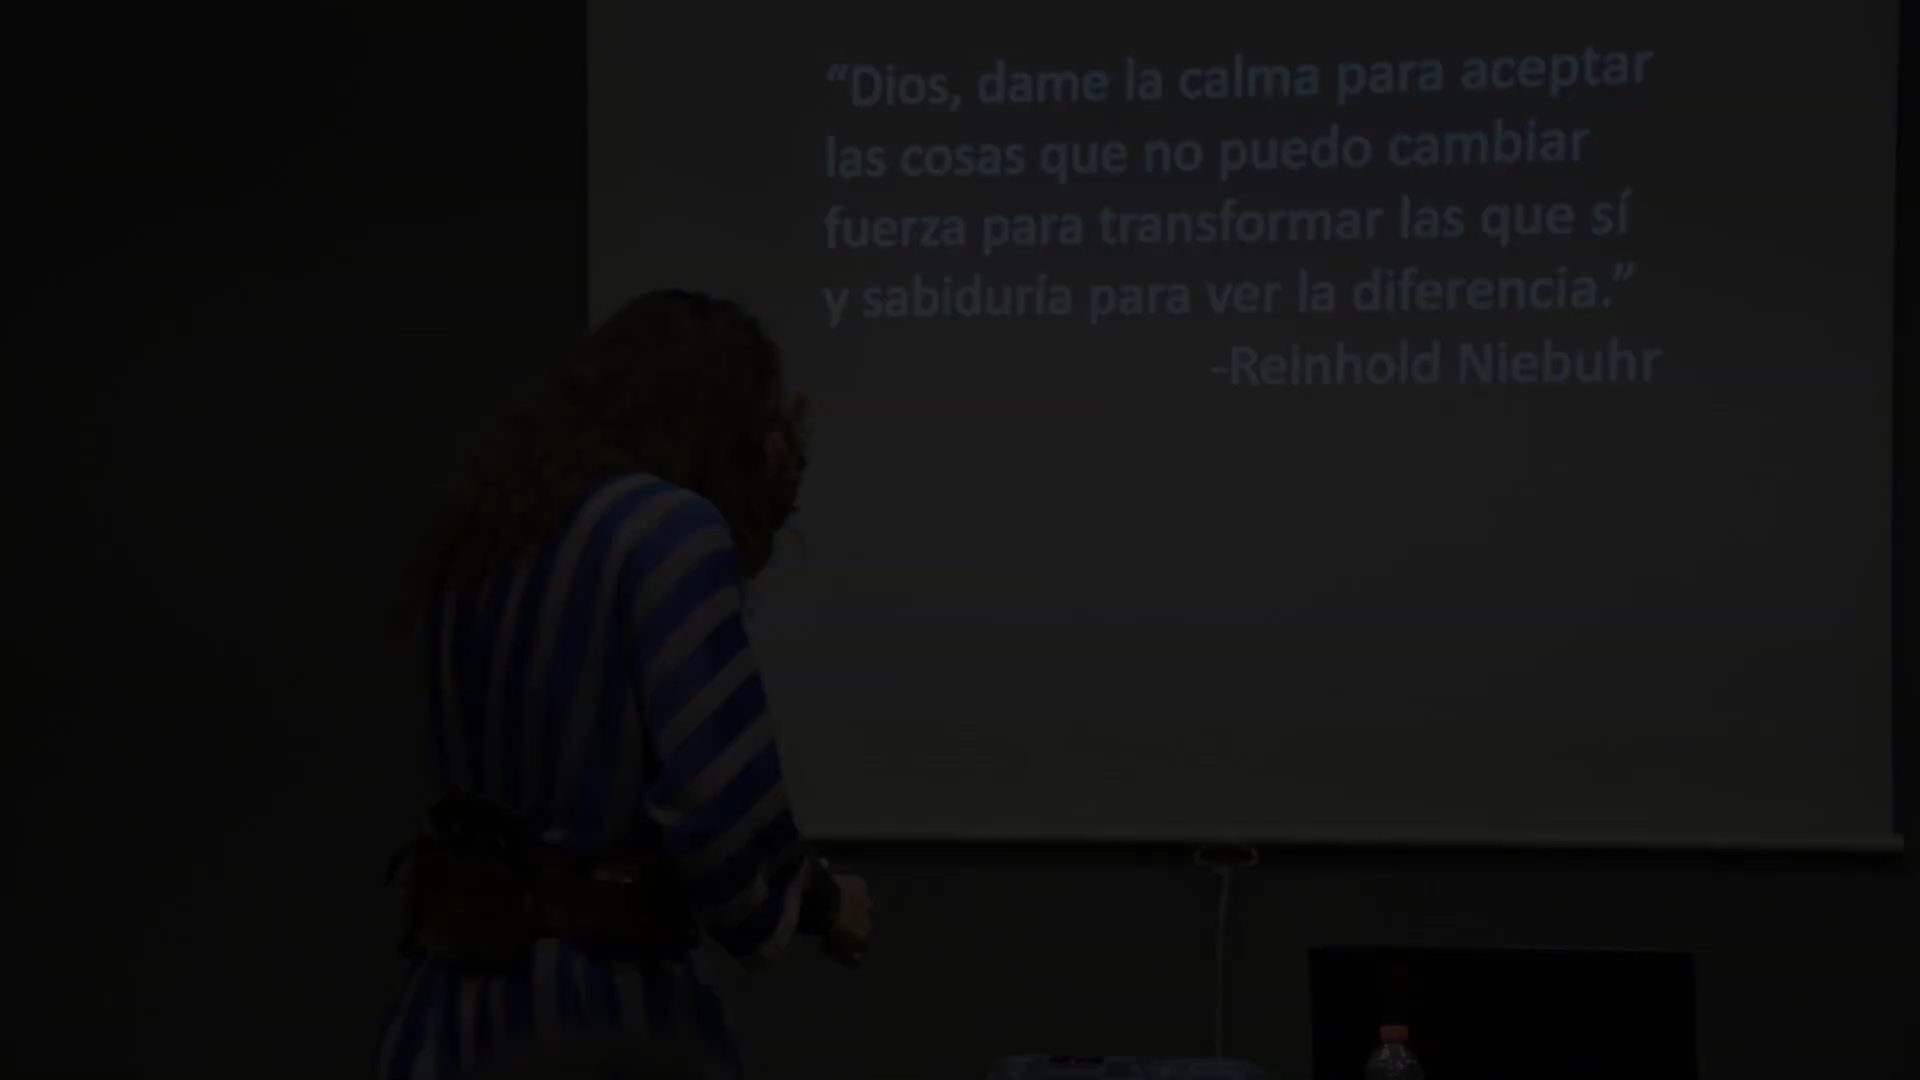 “Dios, dame la calma para aceptar
las cosas que no puedo cambiar
fuerza para transformar las que sí
y sabiduría para ver la diferencia.”
-Reinhold Niebuhr